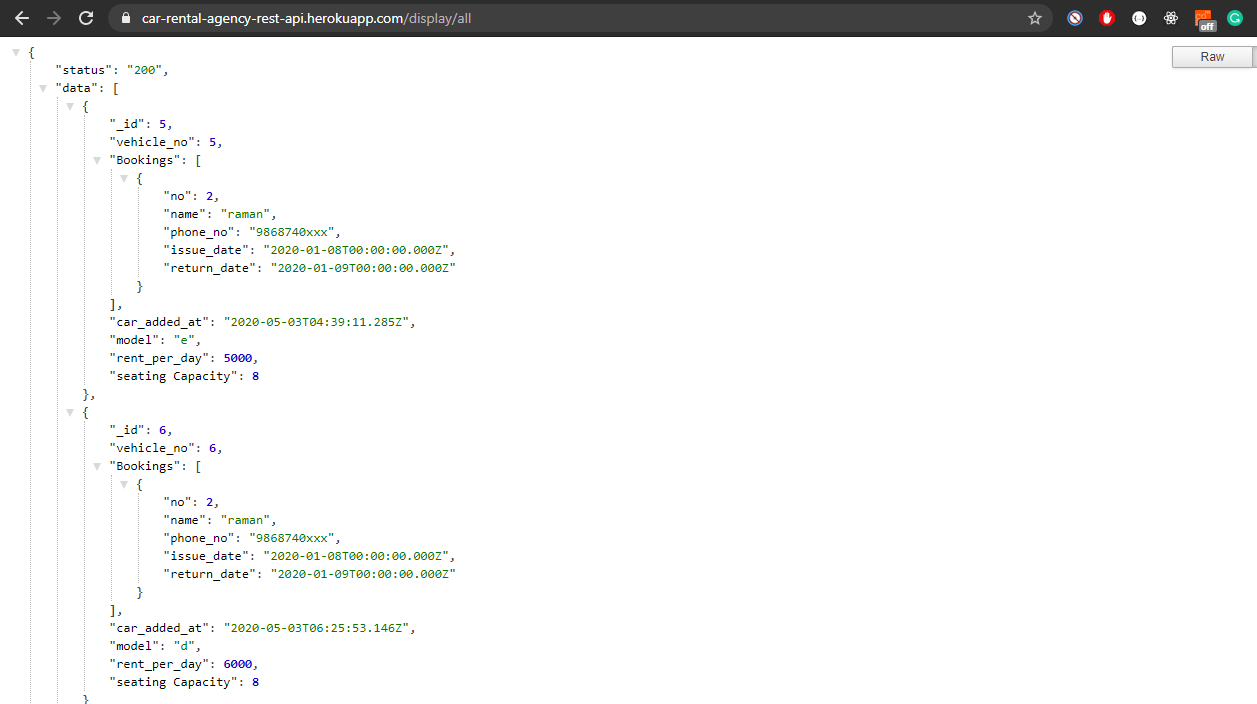 car-rental-agency-rest-api.herokuapp.com/display/all
off
Raw
{
"status": "200",
"data": [
{
"_id": 5,
"vehicle_no": 5,
"Bookings": [
{
"no": 2,
"name": "raman",
"phone_no": "9868740xxx",
"issue_date": "2020-01-08T00:00:00.000Z",
"return_date": "2020-01-09T00:00:00.000Z"
}
],
"car_added_at": "2020-05-03T04:39:11.285Z",
"model": "e",
"rent_per_day": 5000,
"seating Capacity": 8
},
{
"_id": 6,
"vehicle_no": 6,
"Bookings": [
{
"no": 2,
"name": "raman",
"phone_no": "9868740xxx",
"issue_date": "2020-01-08T00:00:00.000Z",
"return_date": "2020-01-09T00:00:00.000Z"
}
],
"car_added_at": "2020-05-03T06:25:53.146Z",
"model": "d",
"rent_per_day": 6000,
"seating Capacity": 8
}